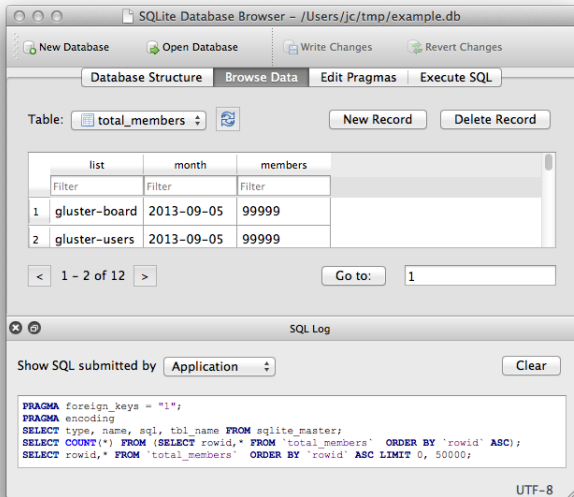 SQLite Database Browser – /Users/jc/tmp/example.db
New Database Open Database Write Changes Revert Changes
Database Structure Browse Data Edit Pragmas Execute SQL
Table: total_members New Record Delete Record
list month members
Filter Filter Filter
1 gluster-board 2013-09-05 99999
2 gluster-users 2013-09-05 99999
< 1 – 2 of 12 > Go to: 1
SQL Log
Show SQL submitted by Application Clear
PRAGMA foreign_keys = "1";
PRAGMA encoding
SELECT type, name, sql, tbl_name FROM sqlite_master;
SELECT COUNT(*) FROM (SELECT rowid,* FROM `total_members`  ORDER BY `rowid` ASC);
SELECT rowid,* FROM `total_members`  ORDER BY `rowid` ASC LIMIT 0, 50000;
UTF-8